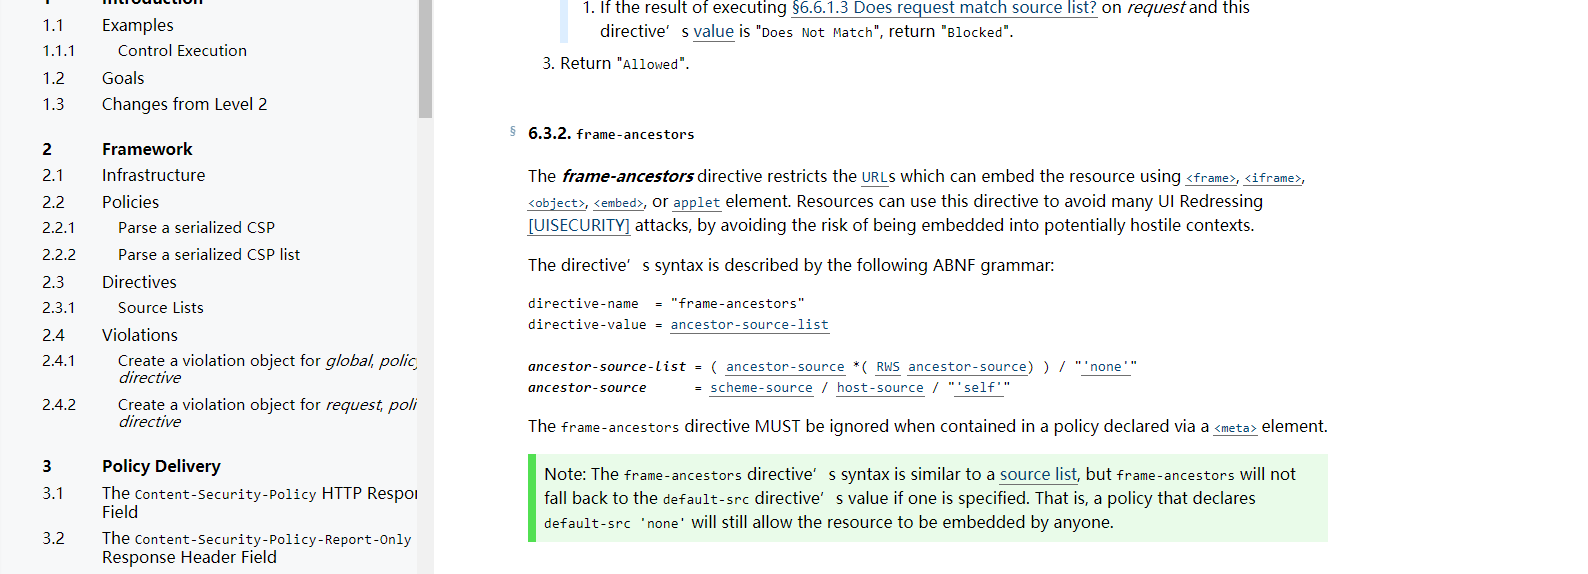 1 Introduction
1.1 Examples
1.1.1 Control Execution
1.2 Goals
1.3 Changes from Level 2
2 Framework
2.1 Infrastructure
2.2 Policies
2.2.1 Parse a serialized CSP
2.2.2 Parse a serialized CSP list
2.3 Directives
2.3.1 Source Lists
2.4 Violations
2.4.1 Create a violation object for global, policy
directive
2.4.2 Create a violation object for request, poli
directive
3 Policy Delivery
3.1 The Content-Security-Policy HTTP Respo
Field
3.2 The Content-Security-Policy-Report-Only
Response Header Field
1. If the result of executing §6.6.1.3 Does request match source list? on request and this
directive’s value is "Does Not Match", return "Blocked".
3. Return "Allowed".
§ 6.3.2. frame-ancestors
The frame-ancestors directive restricts the URLs which can embed the resource using <frame>, <iframe>,
<object>, <embed>, or applet element. Resources can use this directive to avoid many UI Redressing
[UISECURITY] attacks, by avoiding the risk of being embedded into potentially hostile contexts.
The directive’s syntax is described by the following ABNF grammar:
directive-name = "frame-ancestors"
directive-value = ancestor-source-list
ancestor-source-list = ( ancestor-source *( RWS ancestor-source) ) / "'none'"
ancestor-source = scheme-source / host-source / "'self'"
The frame-ancestors directive MUST be ignored when contained in a policy declared via a <meta> element.
Note: The frame-ancestors directive’s syntax is similar to a source list, but frame-ancestors will not
fall back to the default-src directive’s value if one is specified. That is, a policy that declares
default-src 'none' will still allow the resource to be embedded by anyone.